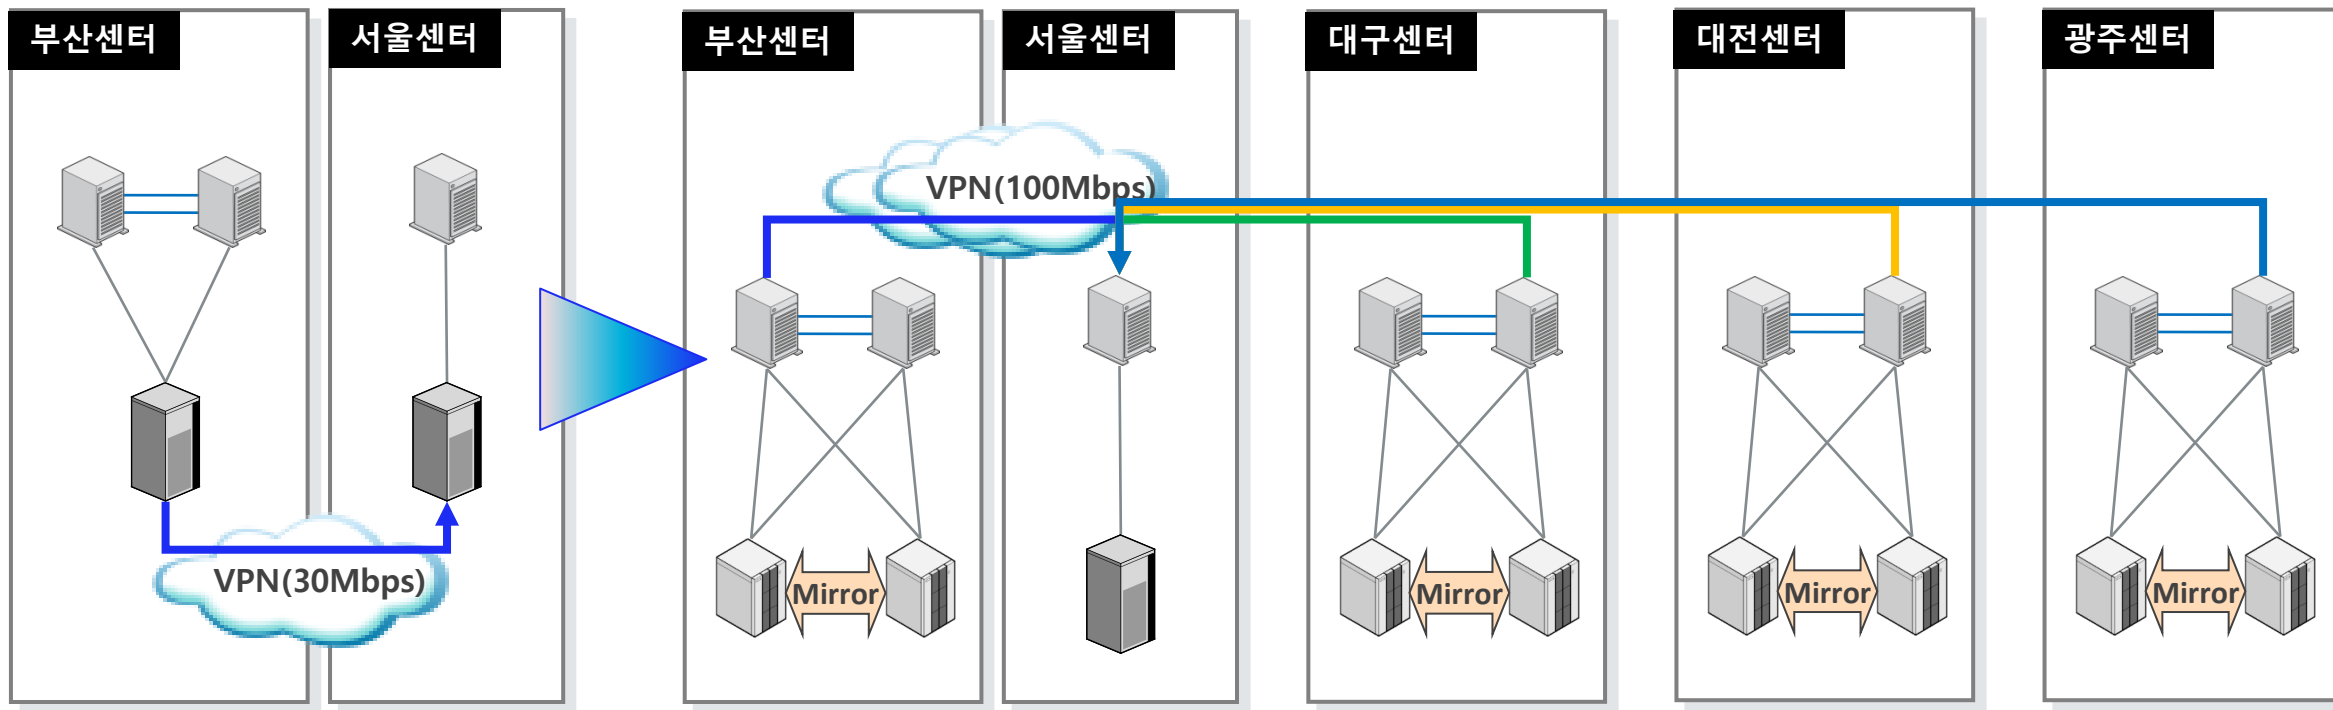 부산센터
서울센터
부산센터
서울센터
대구센터
대전센터
광주센터
VPN(100Mbps)
VPN(30Mbps)
Mirror
Mirror
Mirror
Mirror